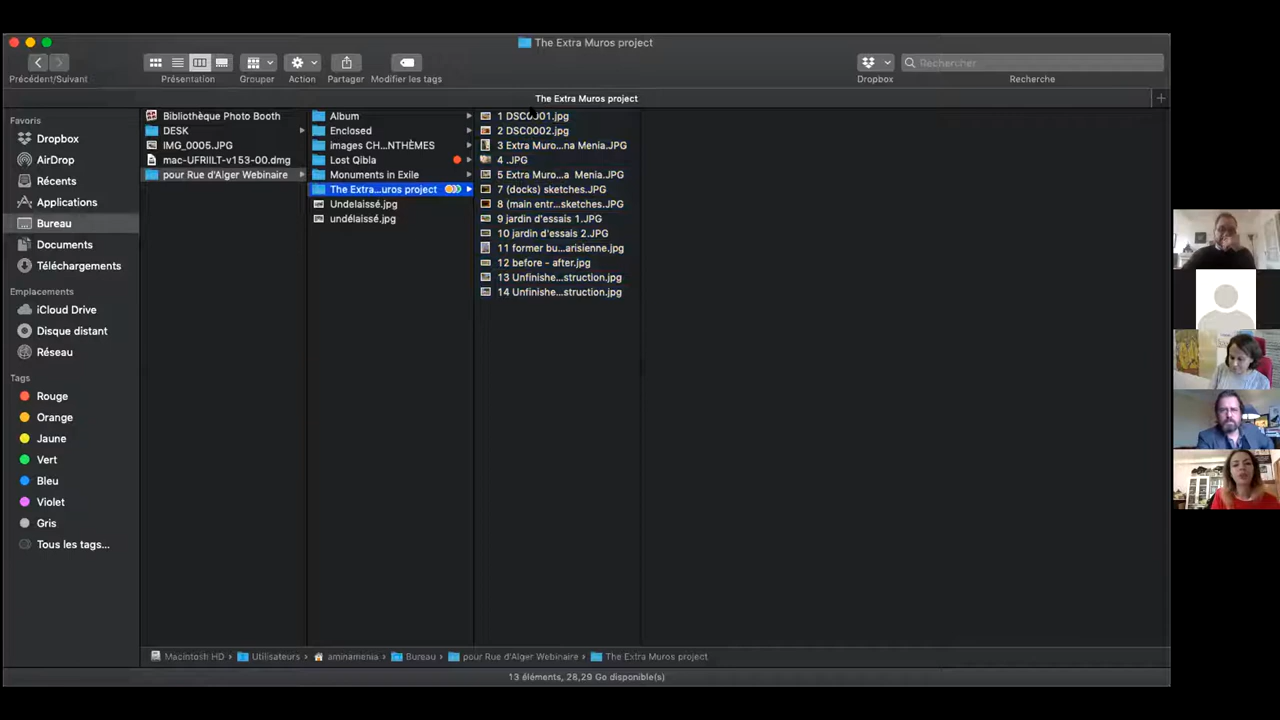 The Extra Muros project
Précédent/Suivant
Présentation
Grouper
Action
Partager
Modifier les tags
Dropbox
Rechercher
Recherche
The Extra Muros project
Favoris
Dropbox
AirDrop
Récents
Applications
Bureau
Documents
Téléchargements
Emplacements
iCloud Drive
Disque distant
Réseau
Tags
Rouge
Orange
Jaune
Vert
Bleu
Violet
Gris
Tous les tags...
Bibliothèque Photo Booth
DESK
IMG_0005.JPG
mac-UFRIILT-v153-00.dmg
pour Rue d'Alger Webinaire
Album
Enclosed
images CH...NTHÈMES
Lost Qibla
Monuments in Exile
The Extra...uros project
Undelaissé.jpg
undélaissé.jpg
1 DSC0001.jpg
2 DSC0002.jpg
3 Extra Muro...na Menia.JPG
4 .JPG
5 Extra Muro...a Menia.JPG
7 (docks) sketches.JPG
8 (main entr...sketches.JPG
9 jardin d'essais 1.JPG
10 jardin d'essais 2.JPG
11 former bu...arisienne.jpg
12 before - after.jpg
13 Unfinishe...struction.jpg
14 Unfinishe...struction.jpg
Macintosh HD
Utilisateurs
aminamenia
Bureau
pour Rue d'Alger Webinaire
The Extra Muros project
13 éléments, 28,29 Go disponible(s)